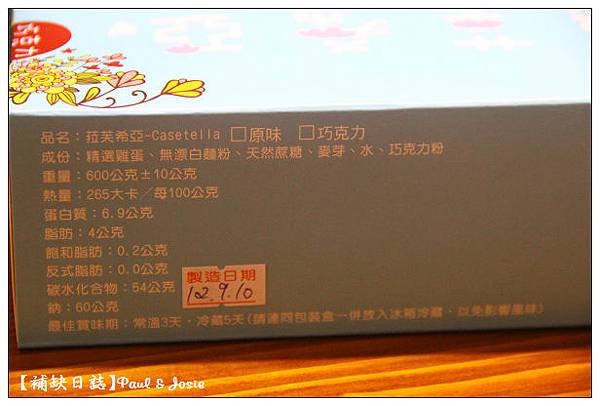 巧克力
品名：菈芙希亞-Casetella □原味 □巧克力
成份：精選雞蛋、無漂白麵粉、天然蔗糖、麥芽、水、巧克力粉
重量：600公克±10公克
熱量：265大卡／每100公克
蛋白質：6.9公克
脂肪：4公克
飽和脂肪：0.2公克
反式脂肪：0.0公克
碳水化合物：54公克
鈉：60公克
製造日期
102.9.10
最佳賞味期：常溫3天，冷藏5天(請連同包裝盒一併放入冰箱冷藏，以免影響風味)
【補缺日誌】Paul & Josie